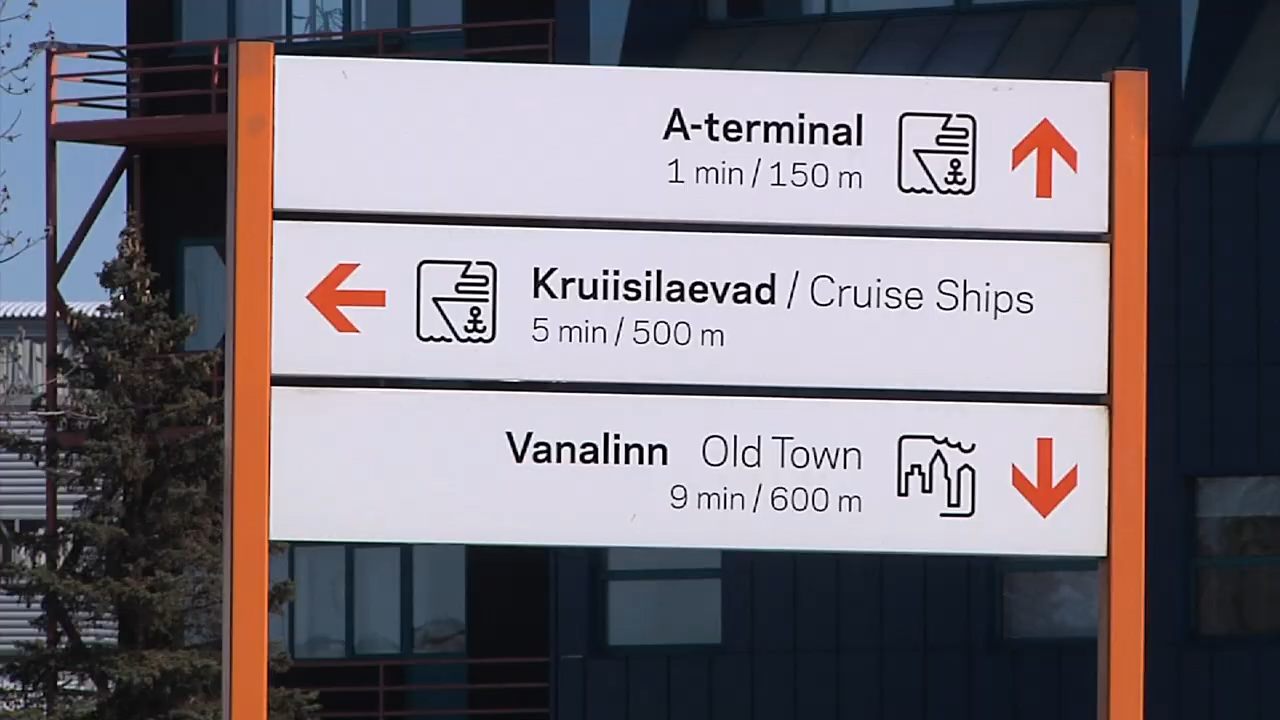 A-terminal
1 min / 150 m
Kruiisilaevad / Cruise Ships
5 min / 500 m
Vanalinn Old Town
9 min / 600 m